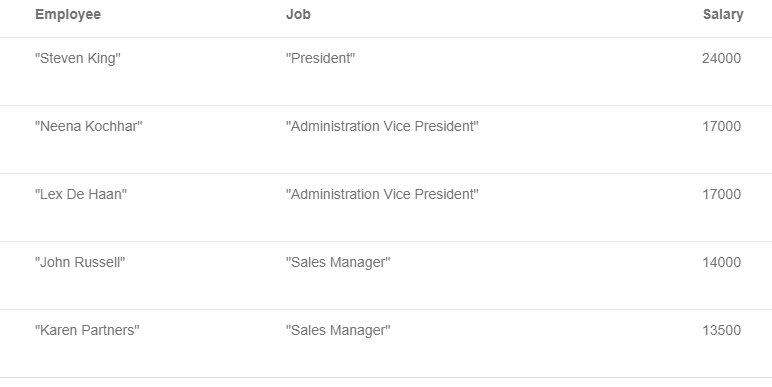 Employee Job Salary
"Steven King" "President" 24000
"Neena Kochhar" "Administration Vice President" 17000
"Lex De Haan" "Administration Vice President" 17000
"John Russell" "Sales Manager" 14000
"Karen Partners" "Sales Manager" 13500